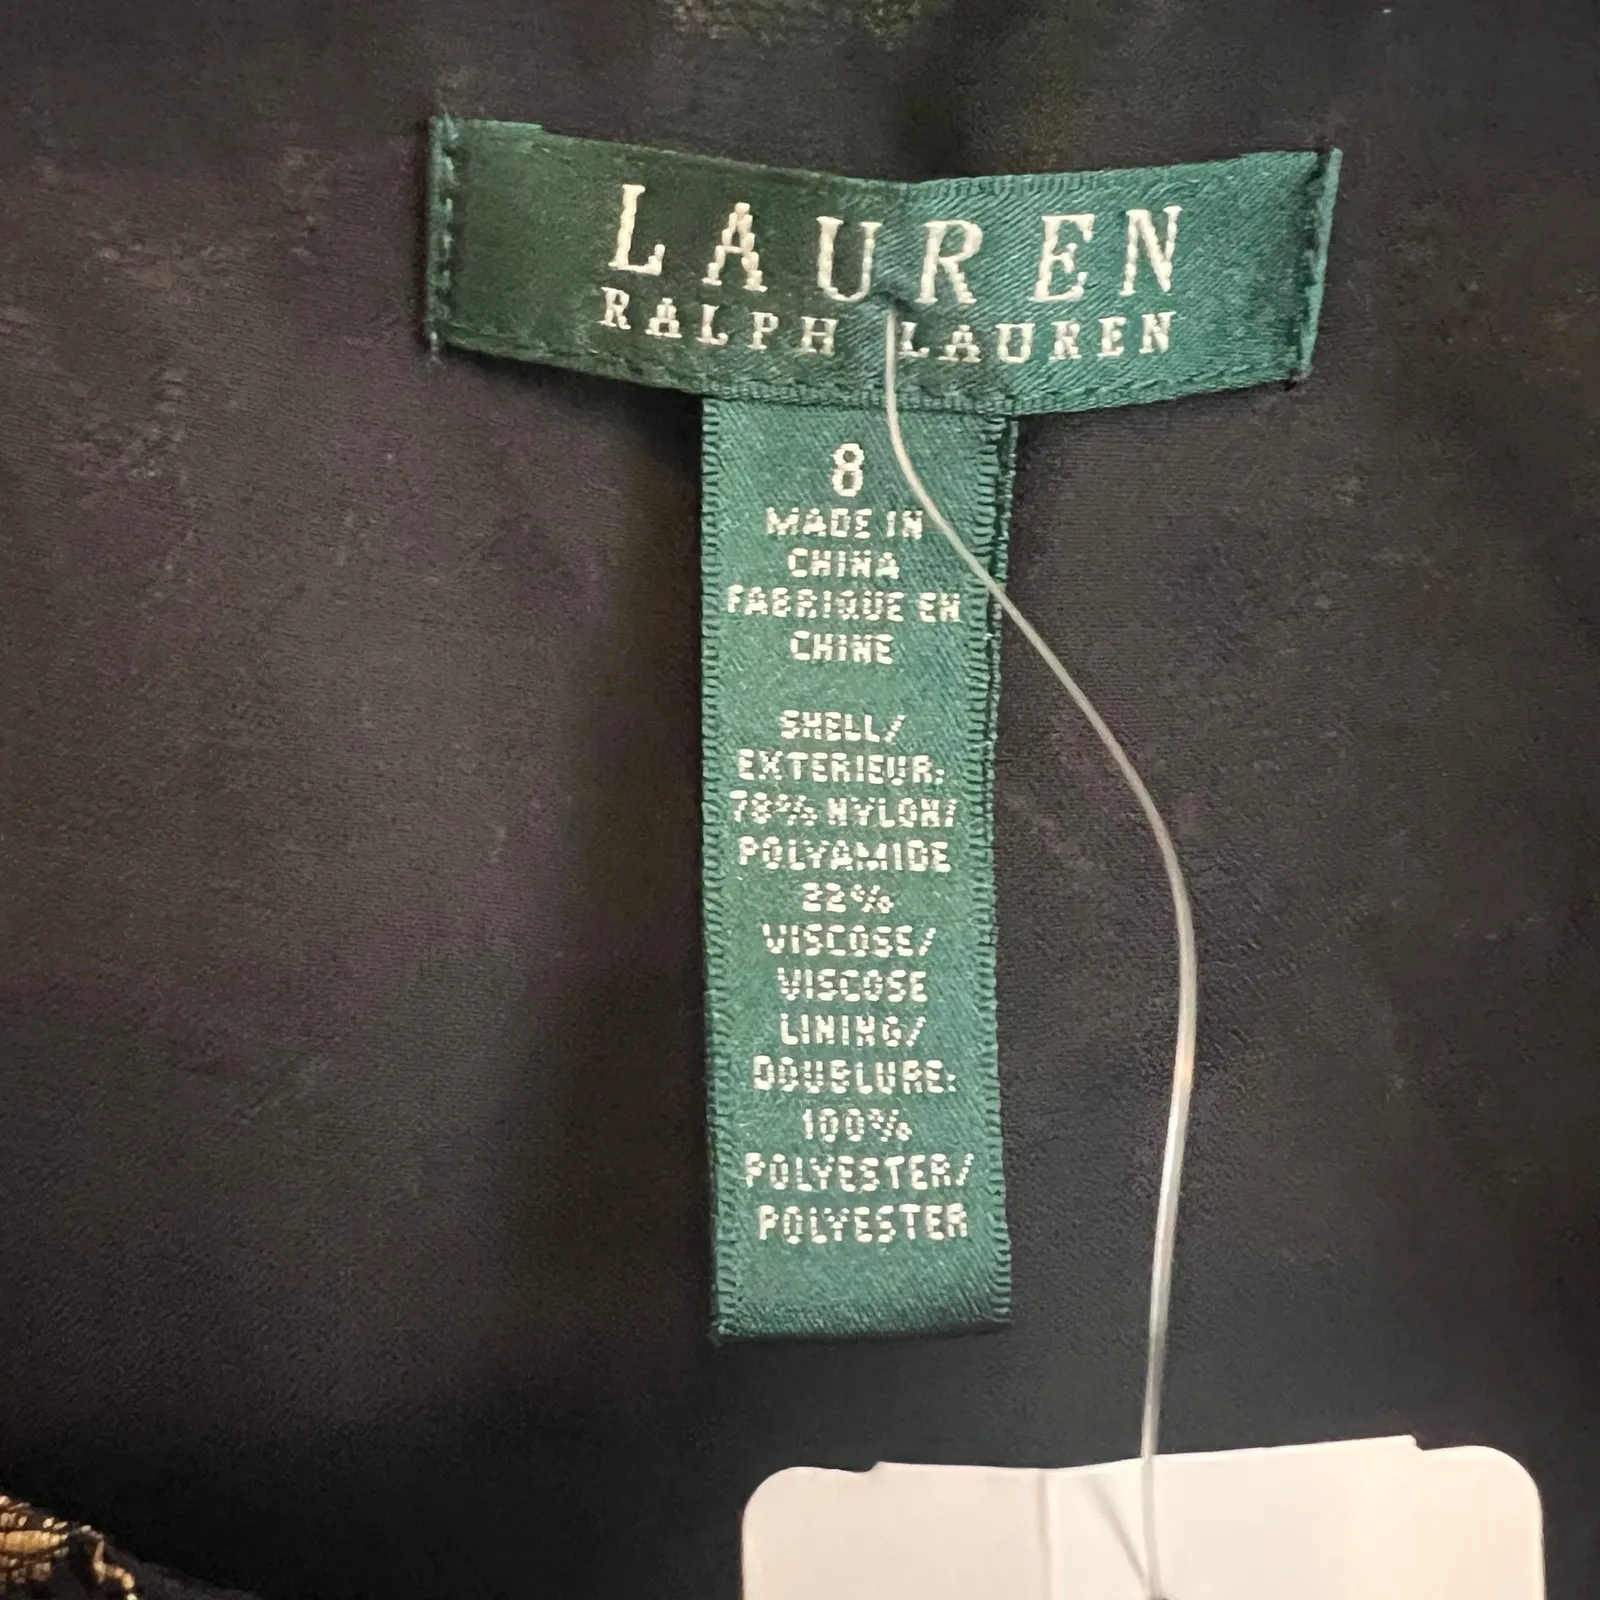 LAUREN
RALPH LAUREN
8
MADE IN
CHINA
FABRIQUE EN
CHINE
SHELL/
EXTERIEUR:
78% NYLON/
POLYAMIDE
22%
VISCOSE/
VISCOSE
LINING/
DOUBLURE:
100%
POLYESTER/
POLYESTER